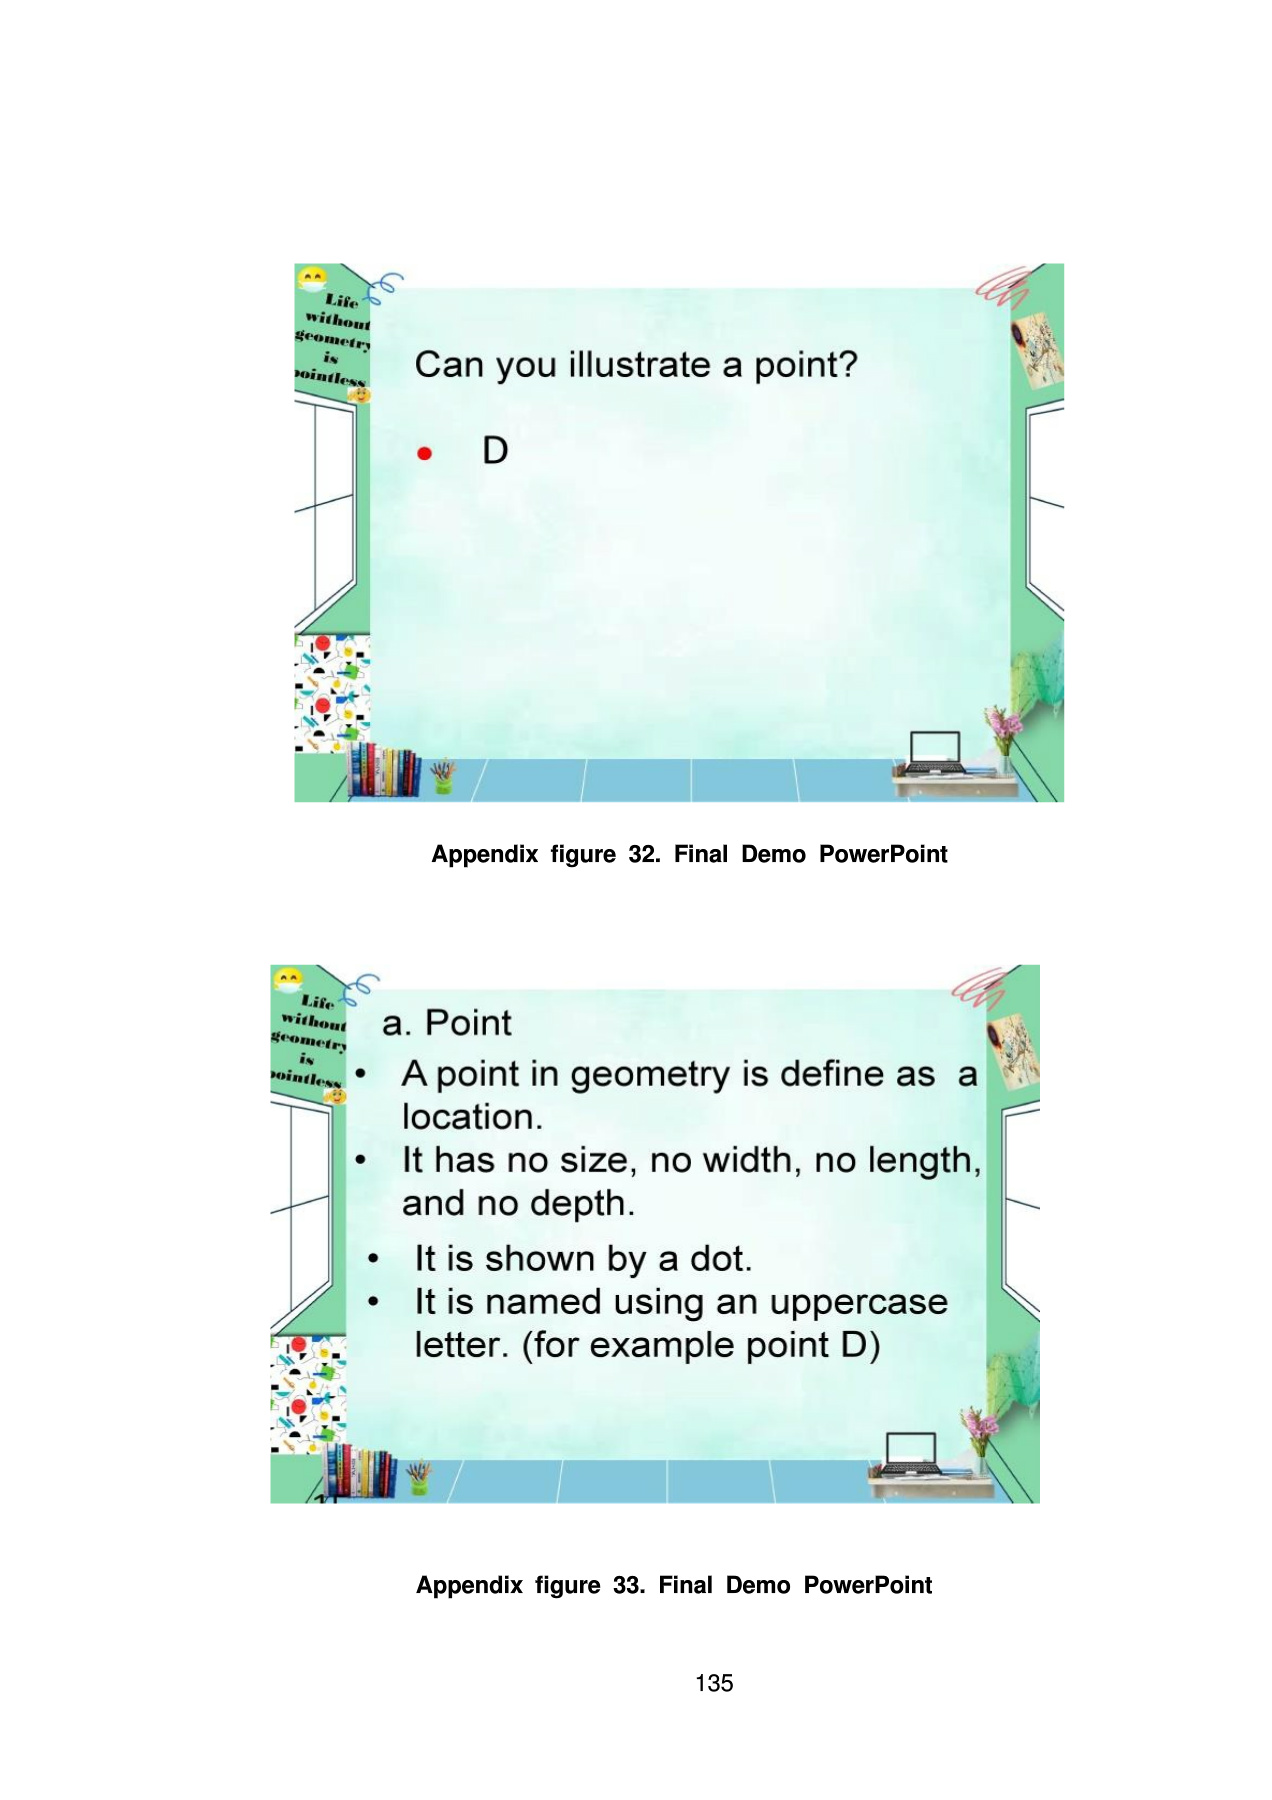 Life
without
geometry
is
pointless
Can you illustrate a point?
• D
Appendix figure 32. Final Demo PowerPoint
Life
without
geometry
is
pointless
a. Point
• A point in geometry is define as a
location.
• It has no size, no width, no length,
and no depth.
• It is shown by a dot.
• It is named using an uppercase
letter. (for example point D)
Appendix figure 33. Final Demo PowerPoint
135